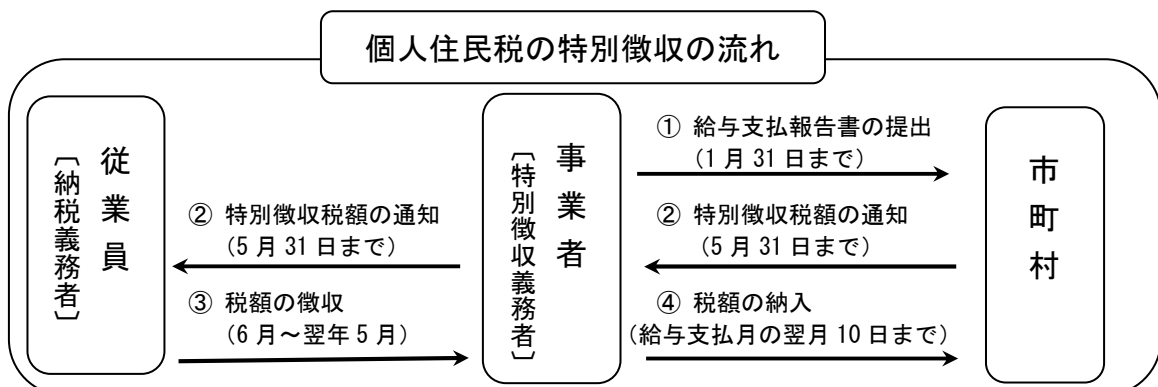 個人住民税の特別徴収の流れ
従業員
〔納税義務者〕
事業者
〔特別徴収義務者〕
市町村
① 給与支払報告書の提出
(1月31日まで)
② 特別徴収税額の通知
(5月31日まで)
② 特別徴収税額の通知
(5月31日まで)
③ 税額の徴収
(6月～翌年5月)
④ 税額の納入
(給与支払月の翌月10日まで)